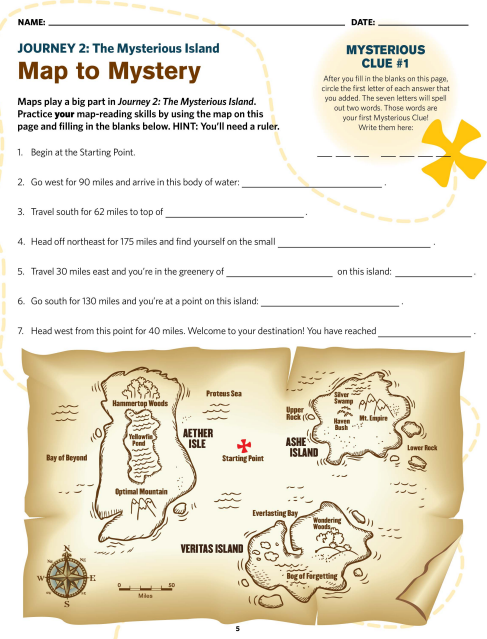 NAME: DATE:
JOURNEY 2: The Mysterious Island
Map to Mystery
Maps play a big part in Journey 2: The Mysterious Island.
Practice your map-reading skills by using the map on this
page and filling in the blanks below. HINT: You'll need a ruler.
MYSTERIOUS
CLUE #1
After you fill in the blanks on this page,
circle the first letter of each answer that
you added. The seven letters will spell
out two words. Those words are
your first Mysterious Clue!
Write them here:
1. Begin at the Starting Point.
2. Go west for 90 miles and arrive in this body of water: .
3. Travel south for 62 miles to top of .
4. Head off northeast for 175 miles and find yourself on the small .
5. Travel 30 miles east and you're in the greenery of on this island: .
6. Go south for 130 miles and you're at a point on this island: .
7. Head west from this point for 40 miles. Welcome to your destination! You have reached .
Hammertop Woods
Proteus Sea
Silver
Swamp
Upper
Rock
Mt. Empire
Haven
Bush
Yellowfin
Pond
AETHER
ISLE
ASHE
ISLAND
Lower Rock
Bay of Beyond
Starting Point
Optimal Mountain
Everlasting Bay
Wondering
Woods
VERITAS ISLAND
Bog of Forgetting
N
W E
S
0 50
Miles
5